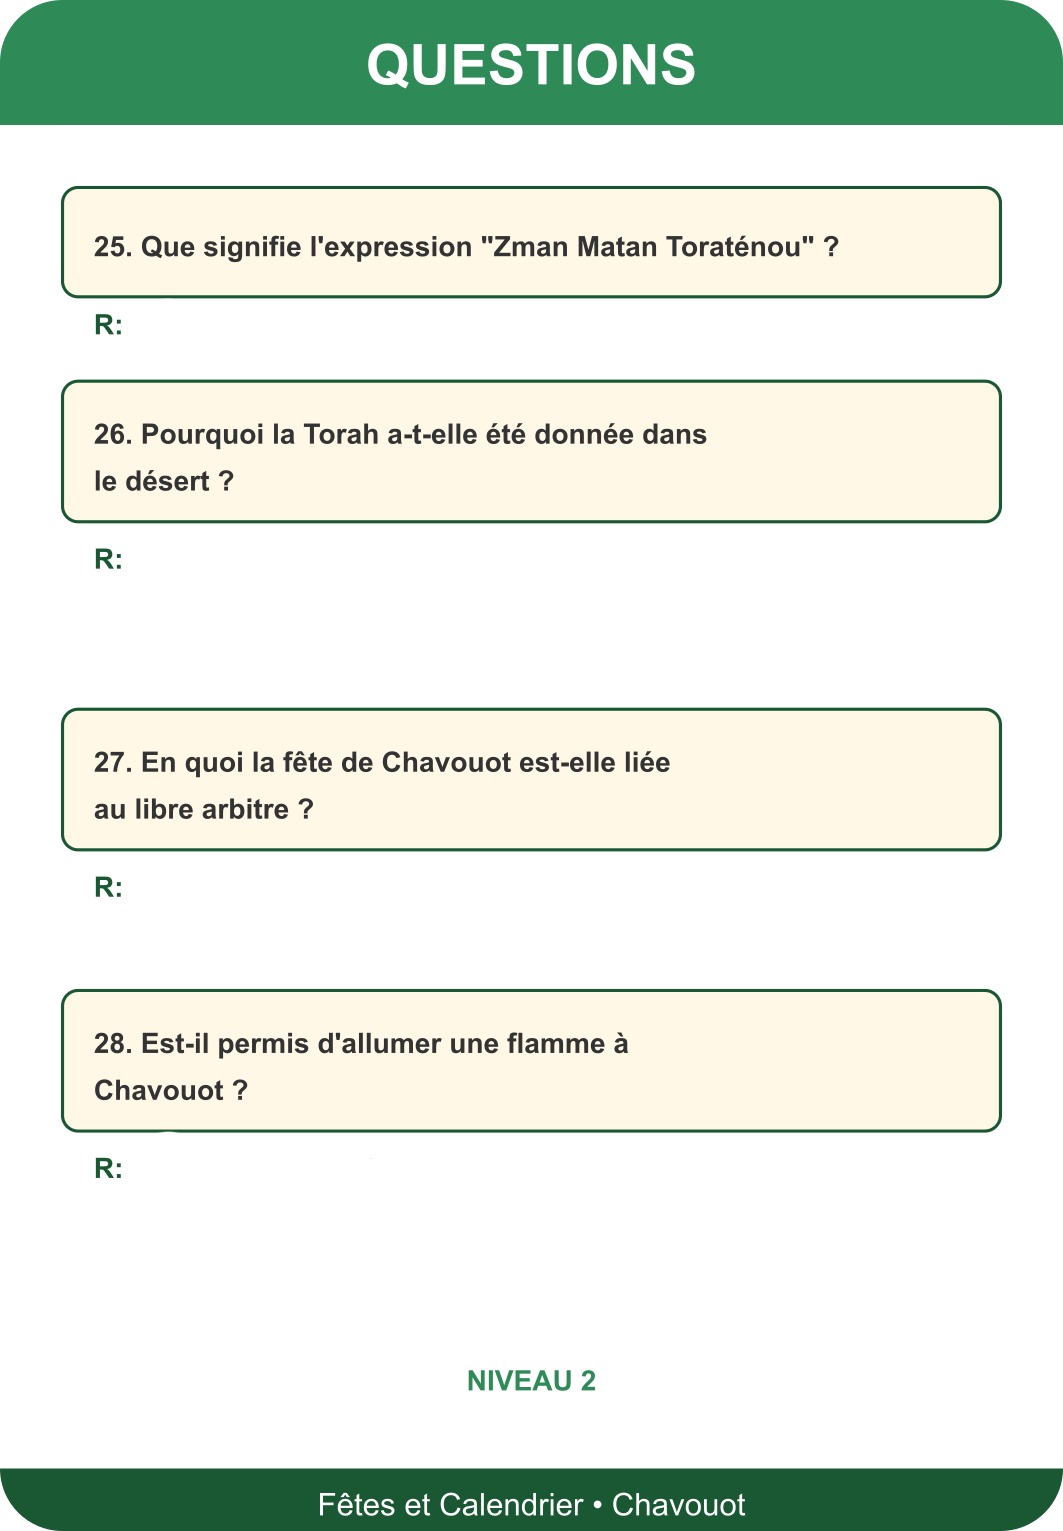 QUESTIONS
25. Que signifie l'expression "Zman Matan Toraténou" ?
R:
26. Pourquoi la Torah a-t-elle été donnée dans
le désert ?
R:
27. En quoi la fête de Chavouot est-elle liée
au libre arbitre ?
R:
28. Est-il permis d'allumer une flamme à
Chavouot ?
R:
NIVEAU 2
Fêtes et Calendrier • Chavouot